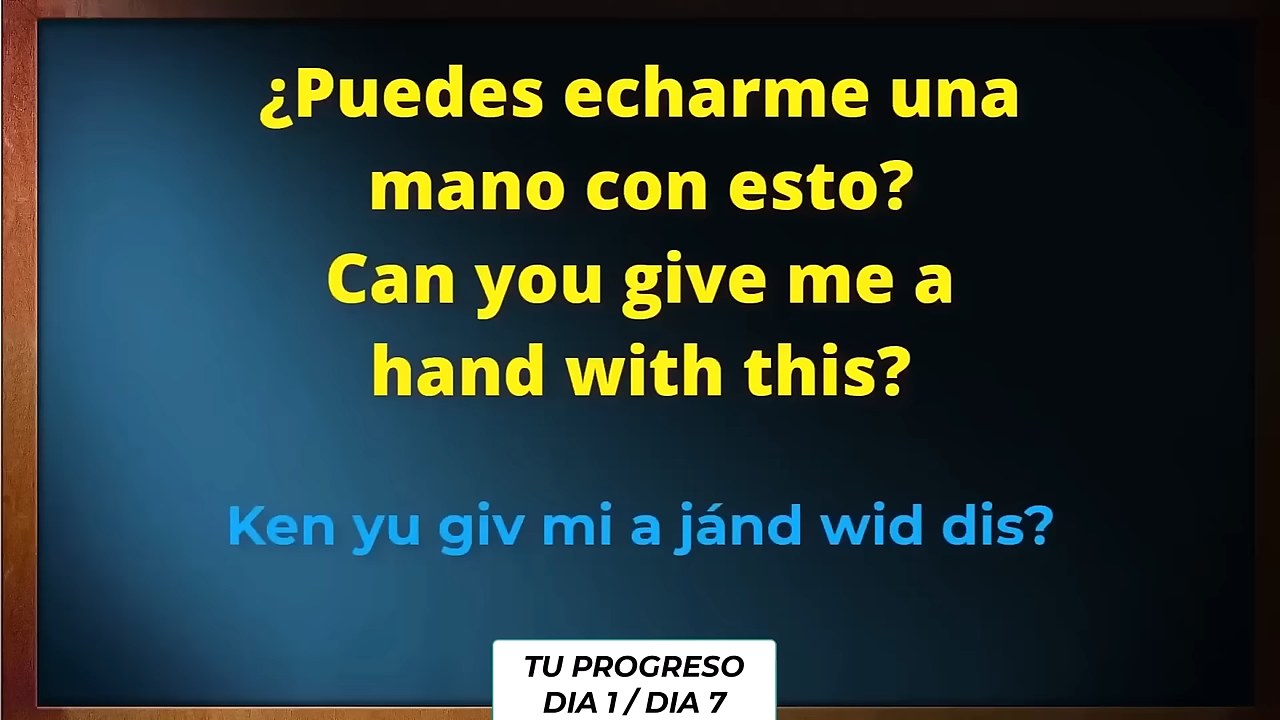 ¿Puedes echarme una
mano con esto?
Can you give me a
hand with this?
Ken yu giv mi a jánd wid dis?
TU PROGRESO
DIA 1 / DIA 7